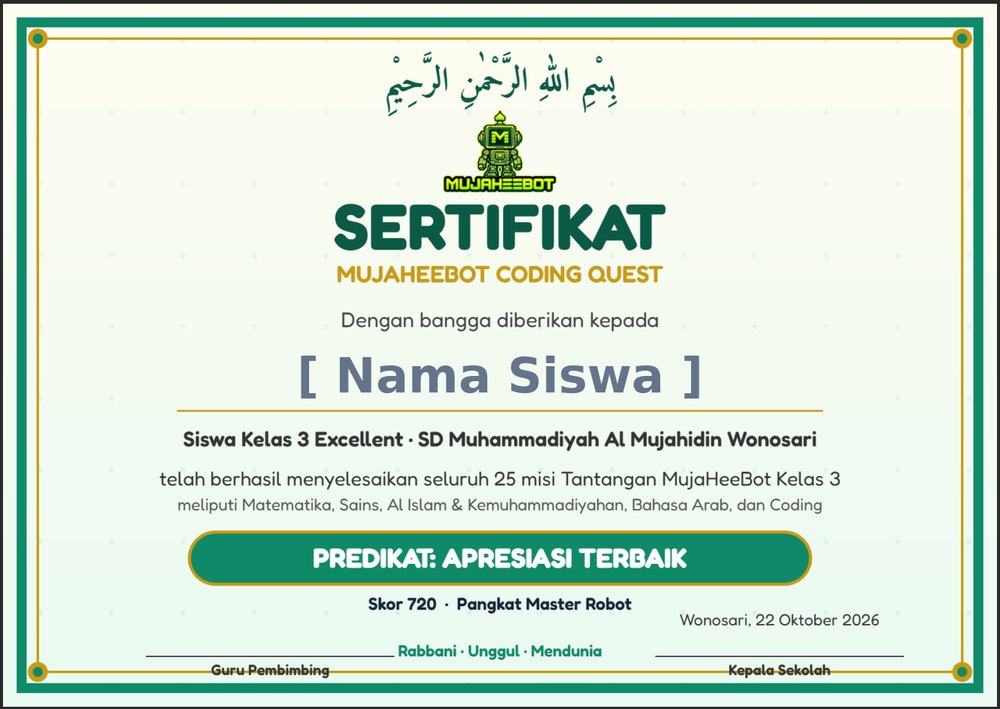 بِسْمِ اللّٰهِ الرَّحْمٰنِ الرَّحِيْمِ
M
MUJAHEEBOT
SERTIFIKAT
MUJAHEEBOT CODING QUEST
Dengan bangga diberikan kepada
[ Nama Siswa ]
Siswa Kelas 3 Excellent · SD Muhammadiyah Al Mujahidin Wonosari
telah berhasil menyelesaikan seluruh 25 misi Tantangan MujaHeeBot Kelas 3
meliputi Matematika, Sains, Al Islam & Kemuhammadiyahan, Bahasa Arab, dan Coding
PREDIKAT: APRESIASI TERBAIK
Skor 720 · Pangkat Master Robot
Wonosari, 22 Oktober 2026
Rabbani · Unggul · Mendunia
Guru Pembimbing
Kepala Sekolah